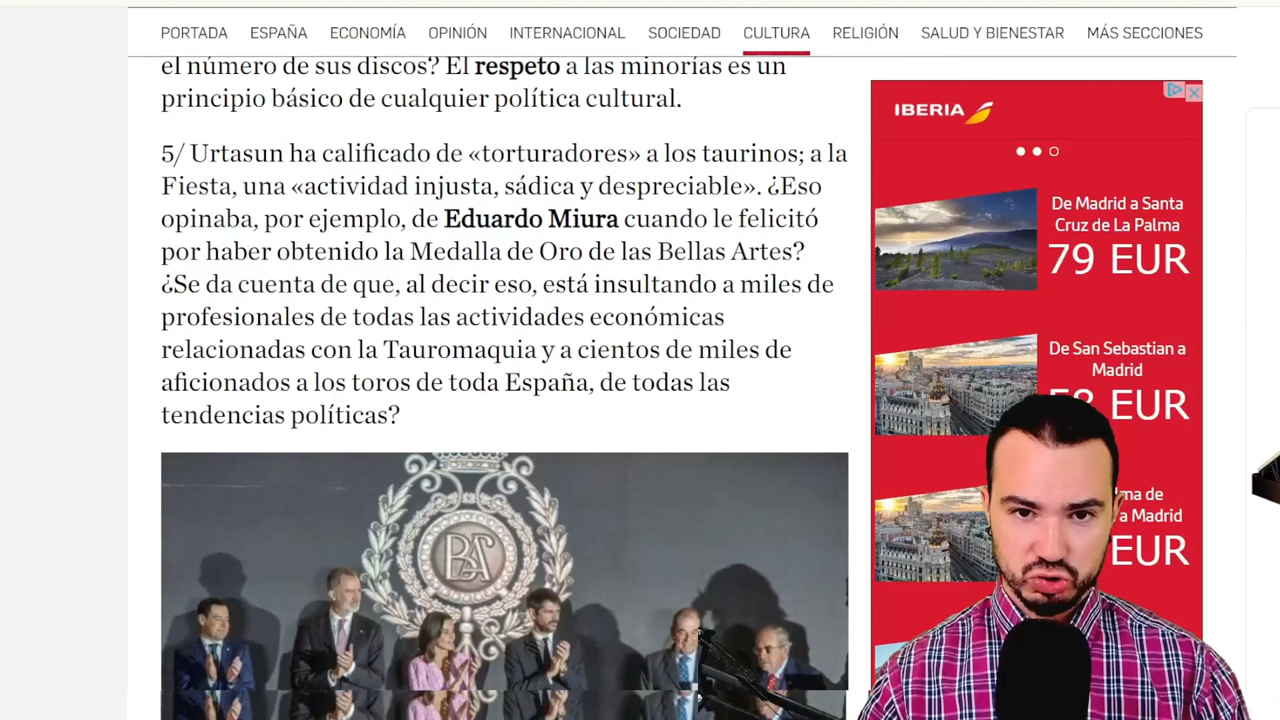 PORTADA ESPAÑA ECONOMÍA OPINIÓN INTERNACIONAL SOCIEDAD CULTURA RELIGIÓN SALUD Y BIENESTAR MÁS SECCIONES
el número de sus discos? El respeto a las minorías es un
principio básico de cualquier política cultural.
5/ Urtasun ha calificado de «torturadores» a los taurinos; a la
Fiesta, una «actividad injusta, sádica y despreciable». ¿Eso
opinaba, por ejemplo, de Eduardo Miura cuando le felicitó
por haber obtenido la Medalla de Oro de las Bellas Artes?
¿Se da cuenta de que, al decir eso, está insultando a miles de
profesionales de todas las actividades económicas
relacionadas con la Tauromaquia y a cientos de miles de
aficionados a los toros de toda España, de todas las
tendencias políticas?
BA
IBERIA
De Madrid a Santa
Cruz de La Palma
79 EUR
De San Sebastian a
Madrid
58 EUR
ma de
a Madrid
EUR